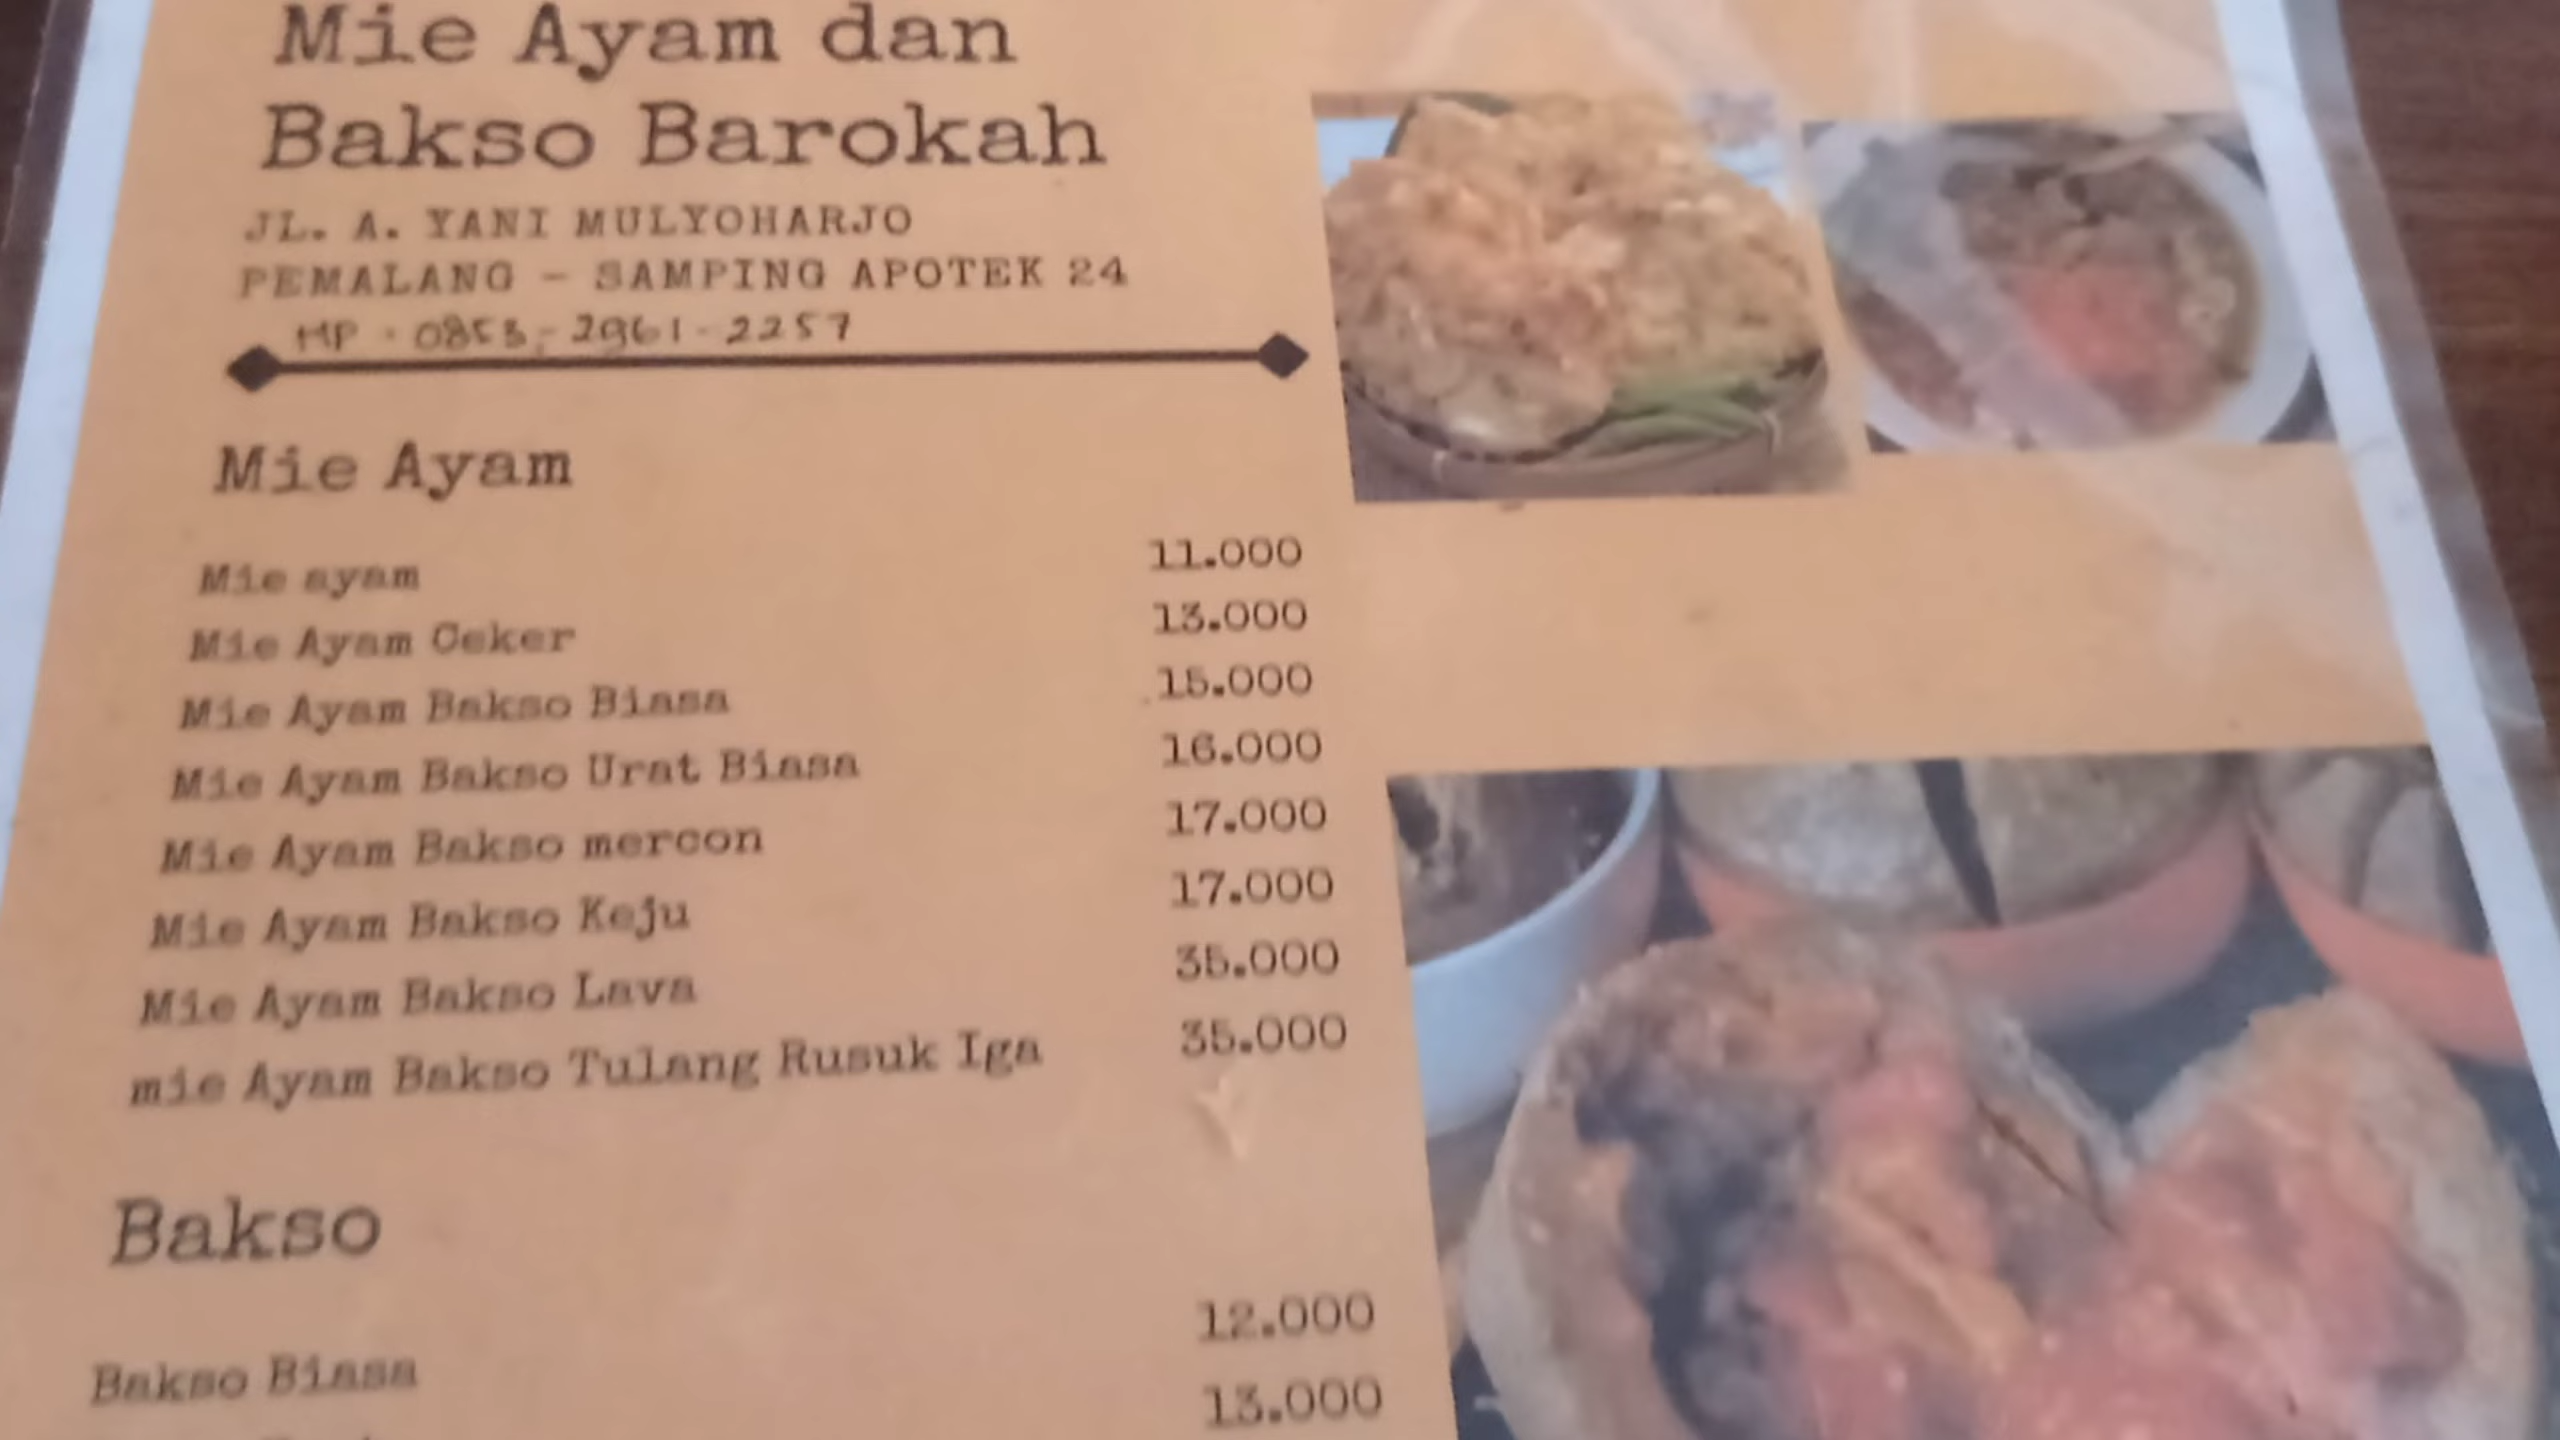 Mie Ayam dan
Bakso Barokah
JL. A. YANI MULYOHARJO
PEMALANG - SAMPING APOTEK 24
HP. 0853-2961-2257
Mie Ayam
Mie ayam 11.000
Mie Ayam Ceker 13.000
Mie Ayam Bakso Biasa 15.000
Mie Ayam Bakso Urat Biasa 16.000
Mie Ayam Bakso mercon 17.000
Mie Ayam Bakso Keju 17.000
Mie Ayam Bakso Lava 35.000
mie Ayam Bakso Tulang Rusuk Iga 35.000
Bakso
Bakso Biasa 12.000
13.000